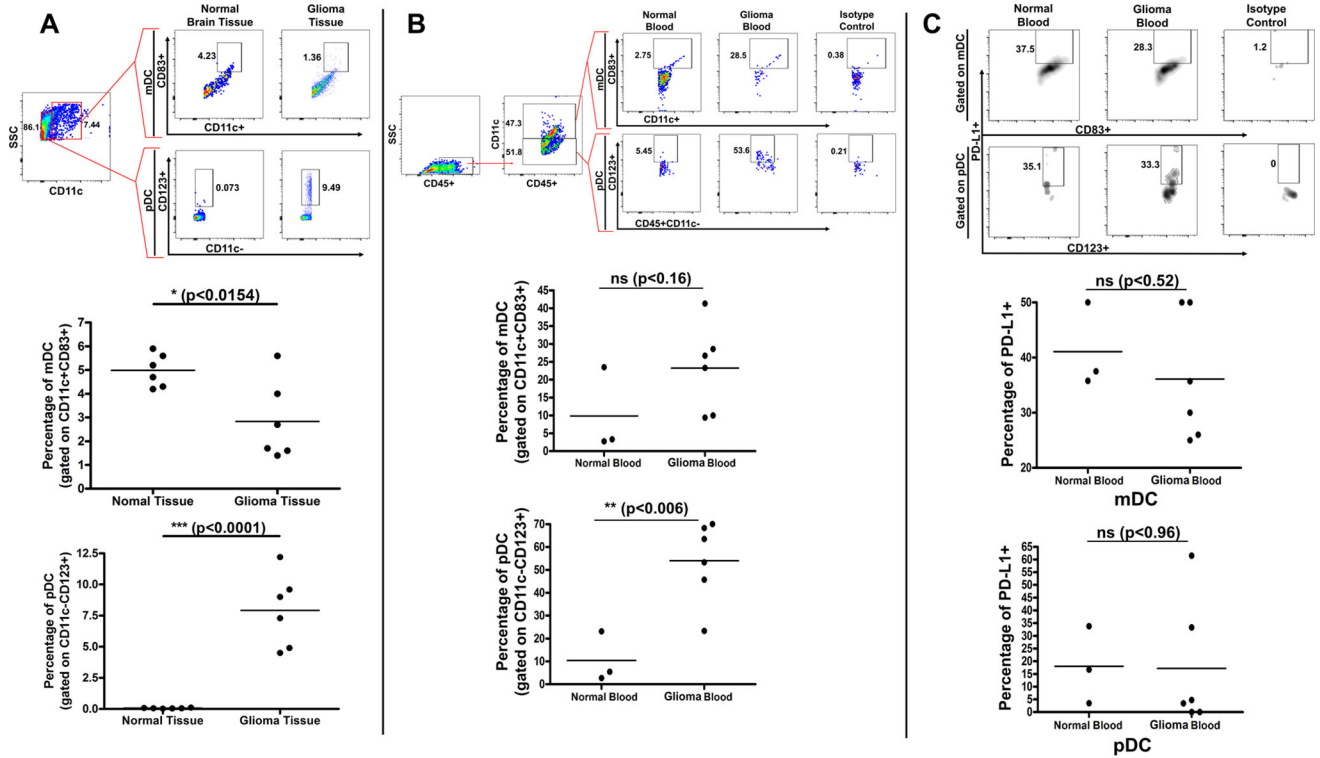 A
Normal
Brain Tissue
Glioma
Tissue
mDC
CD83+
4.23
1.36
CD11c+
SSC
86.1
7.44
CD11c
pDC
CD123+
0.073
9.49
CD11c-
* (p<0.0154)
Percentage of mDC
(gated on CD11c+CD83+)
7
6
5
4
3
2
1
0
Nomal Tissue
Glioma Tissue
*** (p<0.0001)
Percentage of pDC
(gated on CD11c-CD123+)
12.5
10.0
7.5
5.0
2.5
0.0
Normal Tissue
Glioma Tissue
B
Normal
Blood
Glioma
Blood
Isotype
Control
mDC
CD83+
2.75
28.5
0.38
CD11c+
SSC
CD45+
CD11c
47.3
51.8
CD45+
pDC
CD123+
5.45
53.6
0.21
CD45+CD11c-
ns (p<0.16)
Percentage of mDC
(gated on CD11c+CD83+)
45
40
35
30
25
20
15
10
5
0
Normal Blood
Glioma Blood
** (p<0.006)
Percentage of pDC
(gated on CD11c-CD123+)
70
60
50
40
30
20
10
0
Normal Blood
Glioma Blood
C
Normal
Blood
Glioma
Blood
Isotype
Control
Gated on mDC
37.5
28.3
1.2
PD-L1+
CD83+
Gated on pDC
35.1
33.3
0
CD123+
ns (p<0.52)
Percentage of PD-L1+
50
40
30
20
Normal Blood
Glioma Blood
mDC
ns (p<0.96)
Percentage of PD-L1+
65
60
55
50
45
40
35
30
25
20
15
10
5
0
Normal Blood
Glioma Blood
pDC